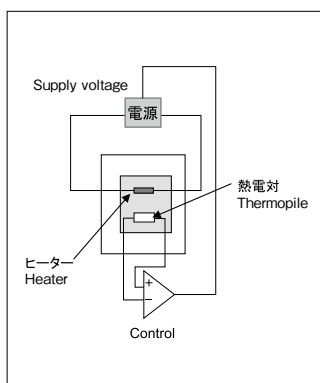 Supply voltage
電源
熱電対
Thermopile
ヒーター
Heater
+
−
Control